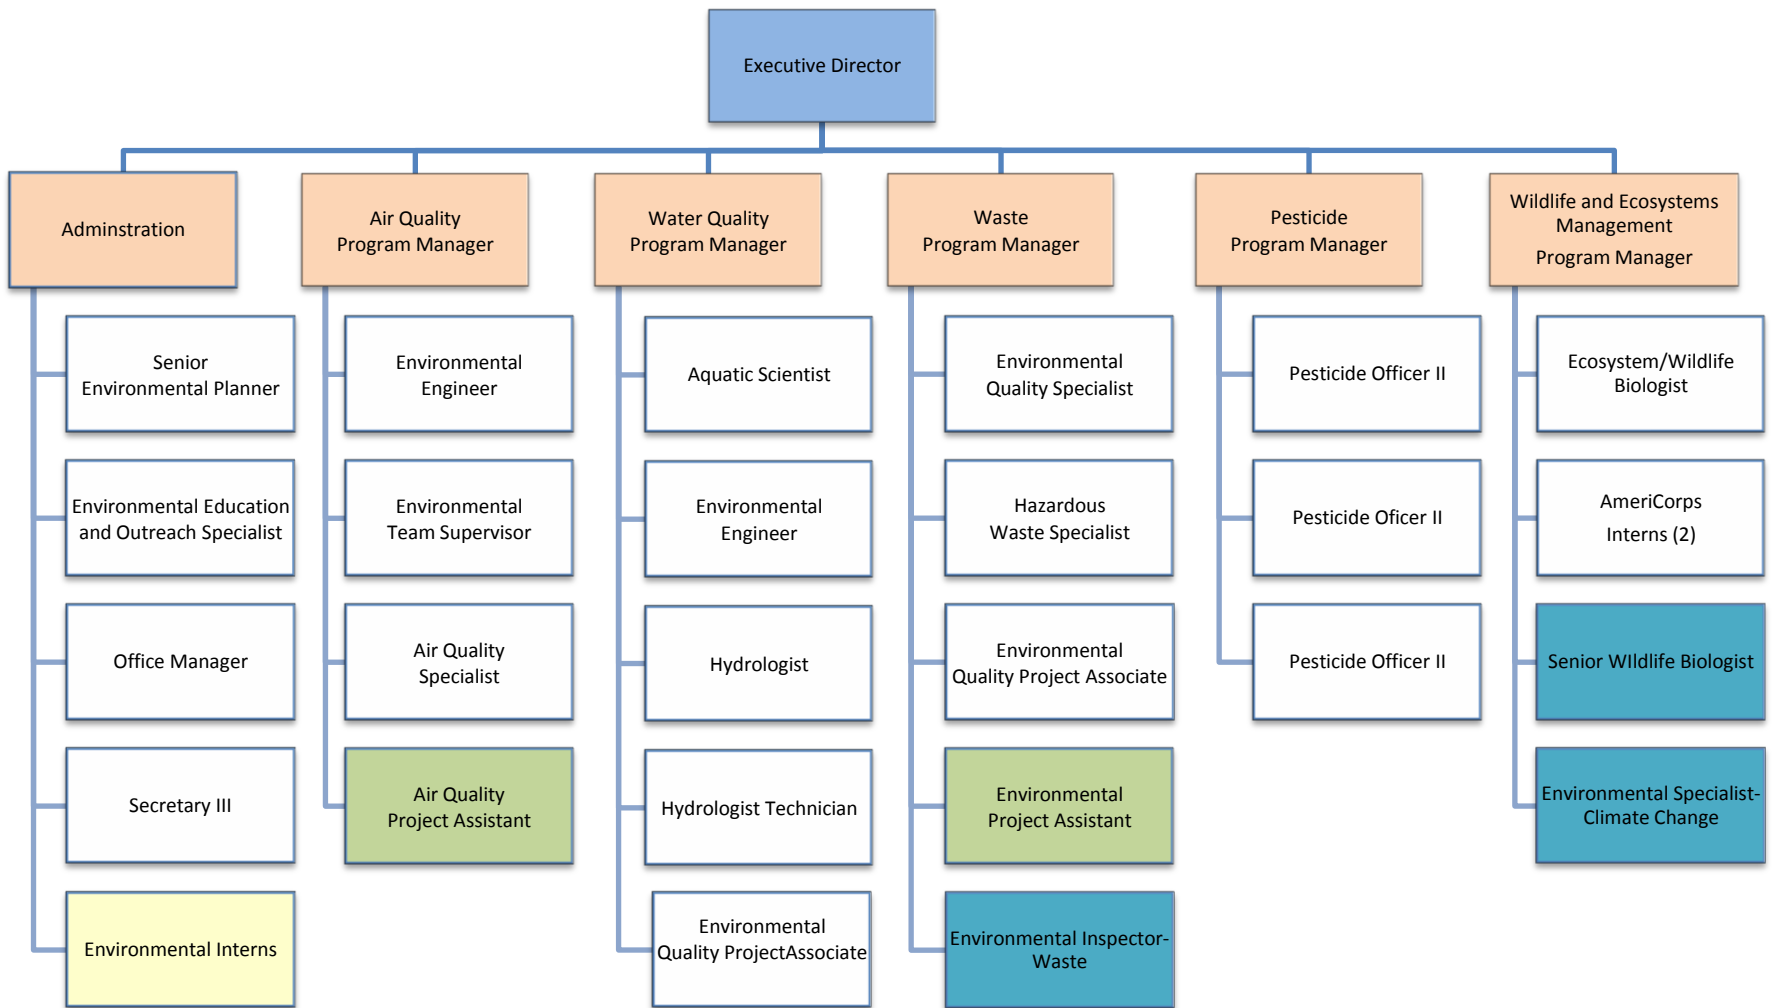 Executive Director
Adminstration
Air Quality
Program Manager
Water Quality
Program Manager
Waste
Program Manager
Pesticide
Program Manager
Wildlife and Ecosystems
Management
Program Manager
Senior
Environmental Planner
Environmental Education
and Outreach Specialist
Office Manager
Secretary III
Environmental Interns
Environmental
Engineer
Environmental
Team Supervisor
Air Quality
Specialist
Air Quality
Project Assistant
Aquatic Scientist
Environmental
Engineer
Hydrologist
Hydrologist Technician
Environmental
Quality ProjectAssociate
Environmental
Quality Specialist
Hazardous
Waste Specialist
Environmental
Quality Project Associate
Environmental
Project Assistant
Environmental Inspector-
Waste
Pesticide Officer II
Pesticide Oficer II
Pesticide Officer II
Ecosystem/Wildlife
Biologist
AmeriCorps
Interns (2)
Senior WIldlife Biologist
Environmental Specialist-
Climate Change